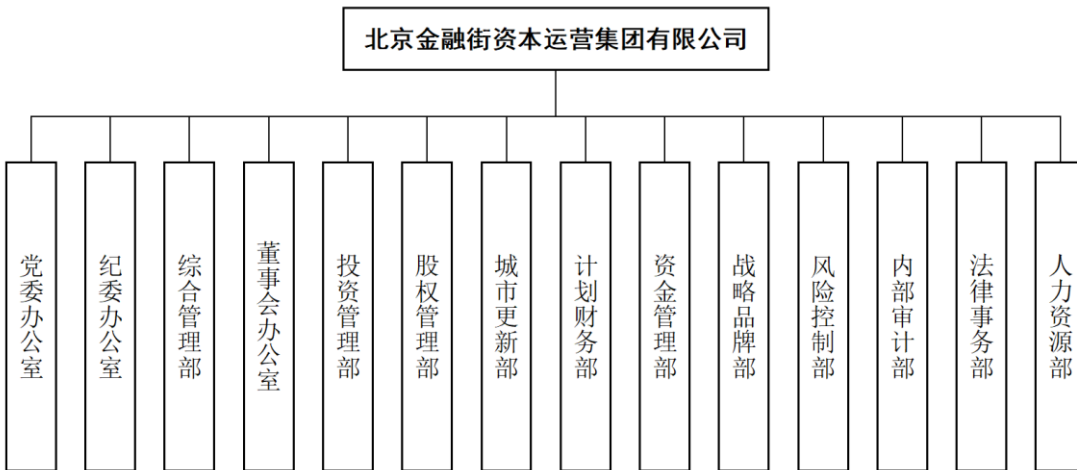 北京金融街资本运营集团有限公司
党委办公室
纪委办公室
综合管理部
董事会办公室
投资管理部
股权管理部
城市更新部
计划财务部
资金管理部
战略品牌部
风险控制部
内部审计部
法律事务部
人力资源部